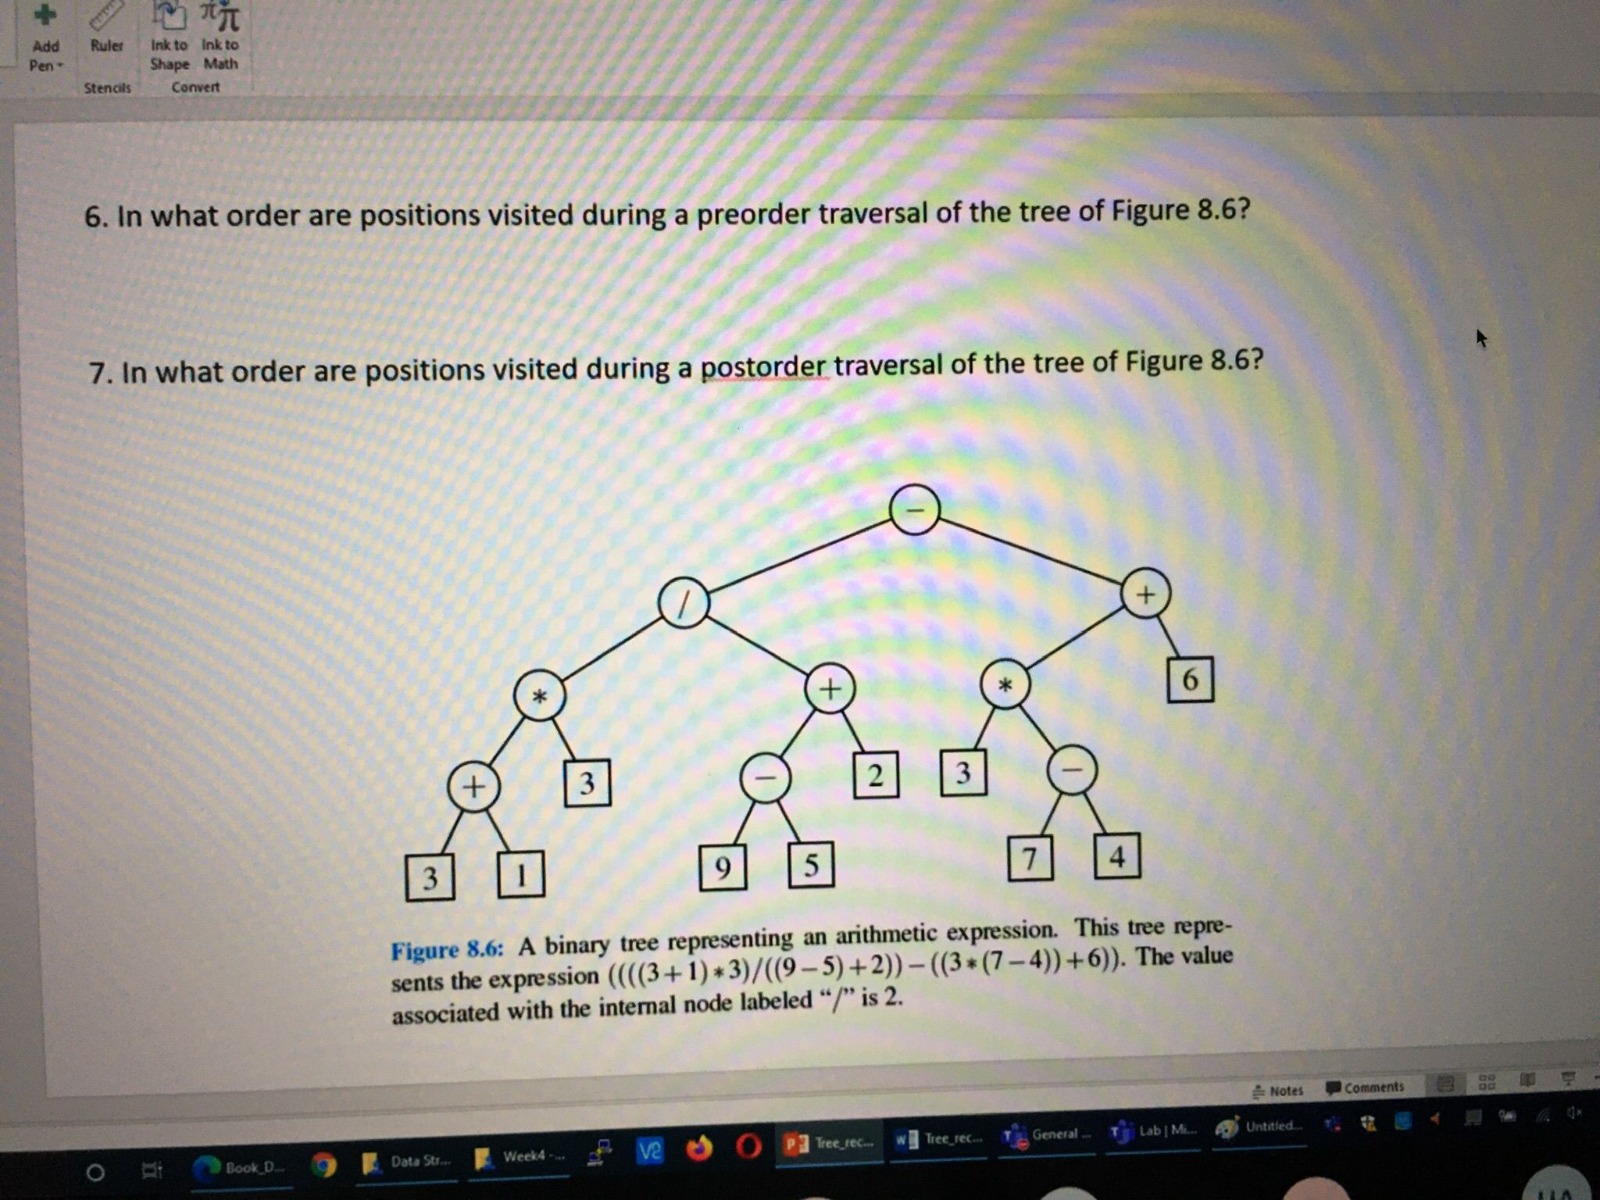 Add
Pen
Ruler
Ink to
Shape
Ink to
Math
Stencils
Convert
6. In what order are positions visited during a preorder traversal of the tree of Figure 8.6?
7. In what order are positions visited during a postorder traversal of the tree of Figure 8.6?
−
/ +
* + * 6
+ 3 − 2 3 −
3 1 9 5 7 4
Figure 8.6: A binary tree representing an arithmetic expression. This tree repre-
sents the expression ((((3+1)∗3)/((9−5)+2))−((3∗(7−4))+6)). The value
associated with the internal node labeled “/” is 2.
Notes Comments
Book_D... Data Str... Week4 -... V2 Tree_rec... Tree_rec... General ... Lab | Mi... Untitled...